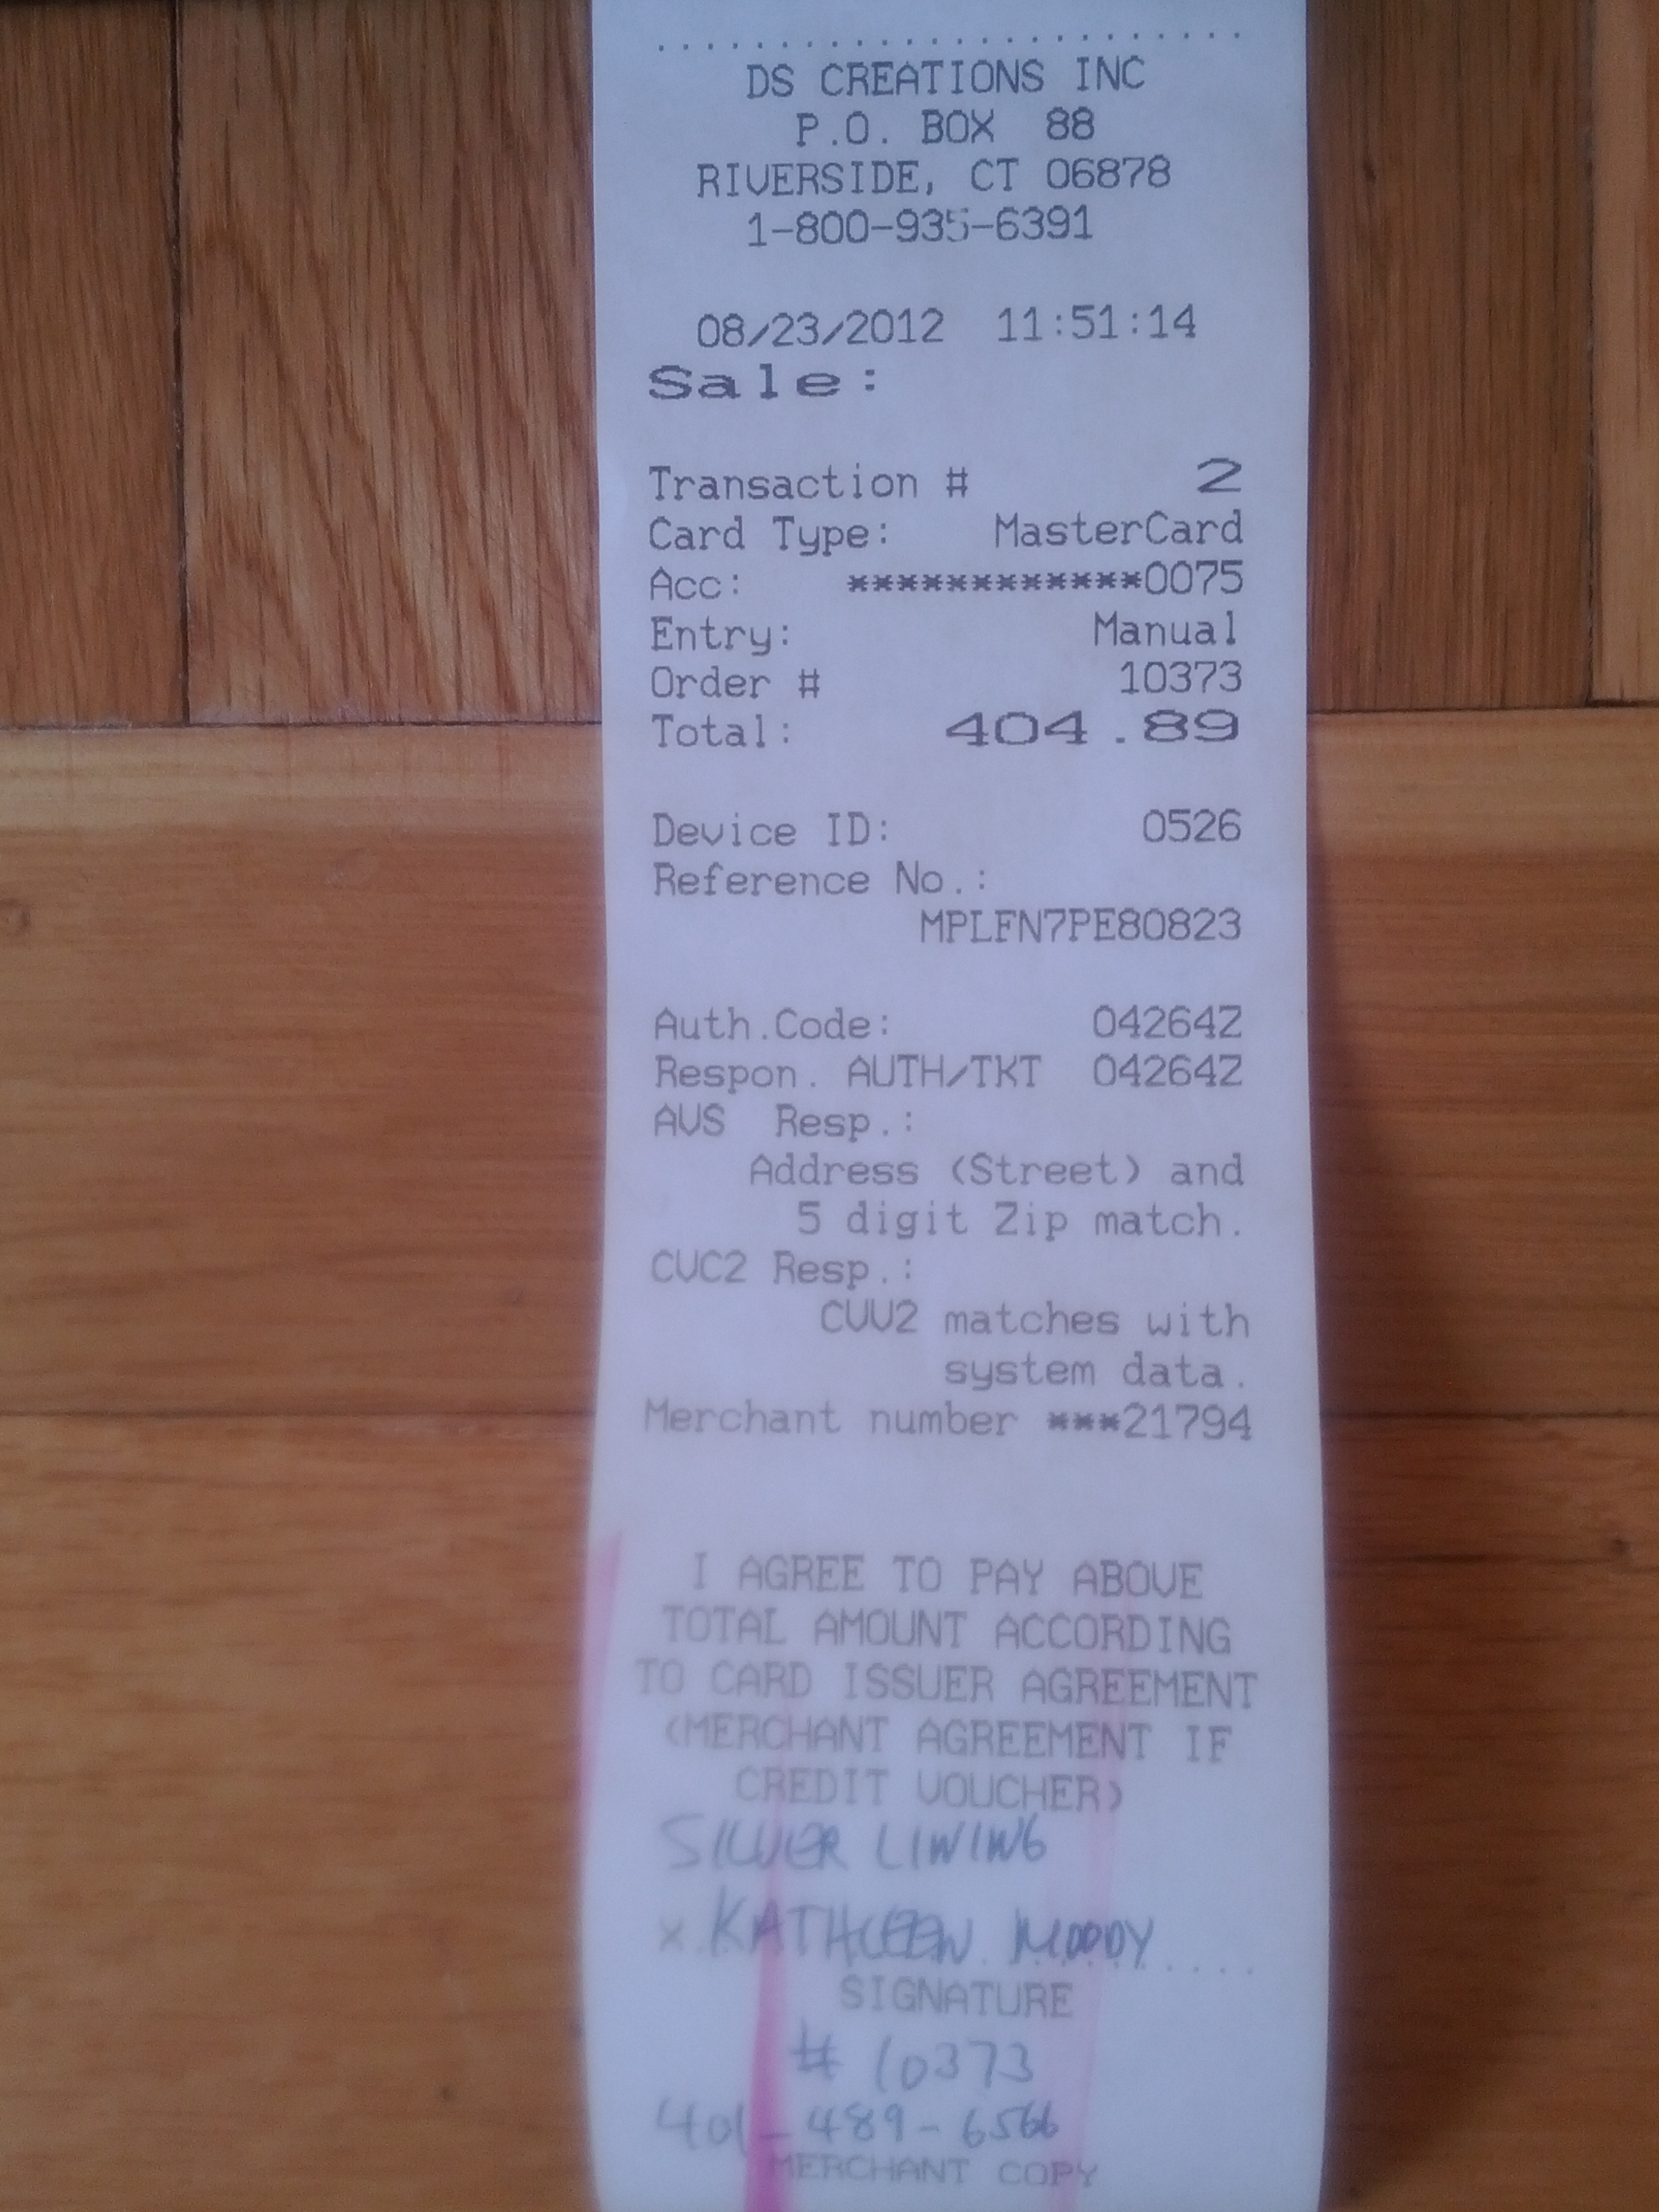 DS CREATIONS INC
P.O. BOX 88
RIVERSIDE, CT 06878
1-800-935-6391
08/23/2012 11:51:14
Sale:
Transaction # 2
Card Type: MasterCard
Acc: ************0075
Entry: Manual
Order # 10373
Total: 404.89
Device ID: 0526
Reference No.:
MPLFN7PE80823
Auth.Code: 04264Z
Respon. AUTH/TKT 04264Z
AVS Resp.:
Address (Street) and
5 digit Zip match.
CVC2 Resp.:
CVV2 matches with
system data.
Merchant number ***21794
I AGREE TO PAY ABOVE
TOTAL AMOUNT ACCORDING
TO CARD ISSUER AGREEMENT
(MERCHANT AGREEMENT IF
CREDIT VOUCHER)
SILVER LINING
x KATHLEEN MOODY
SIGNATURE
# 10373
401-489-6566
MERCHANT COPY